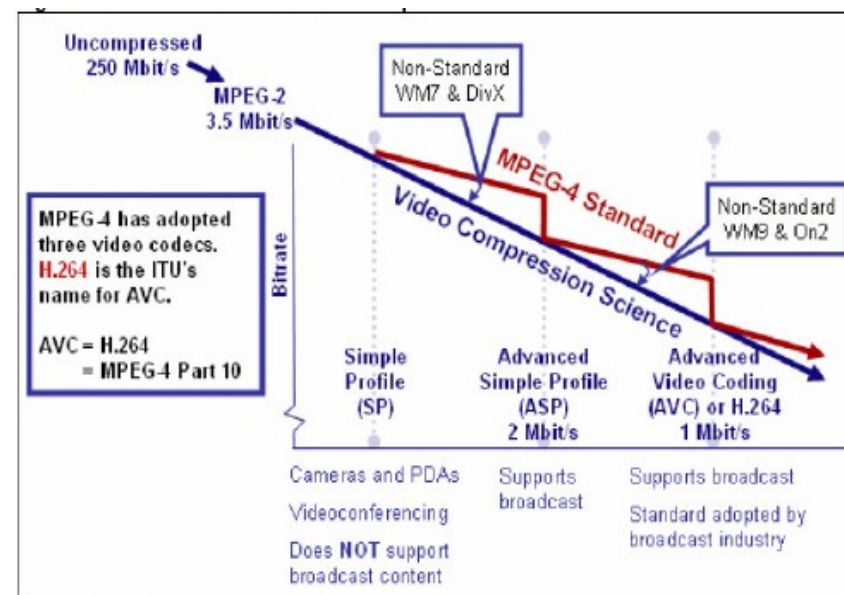 Uncompressed
250 Mbit/s
MPEG-2
3.5 Mbit/s
Non-Standard
WM7 & DivX
MPEG-4 Standard
Video Compression Science
Non-Standard
WM9 & On2
MPEG-4 has adopted
three video codecs.
H.264 is the ITU's
name for AVC.
AVC = H.264
= MPEG-4 Part 10
Bitrate
Simple
Profile
(SP)
Advanced
Simple Profile
(ASP)
2 Mbit/s
Advanced
Video Coding
(AVC) or H.264
1 Mbit/s
Cameras and PDAs
Videoconferencing
Does NOT support
broadcast content
Supports
broadcast
Supports broadcast
Standard adopted by
broadcast industry